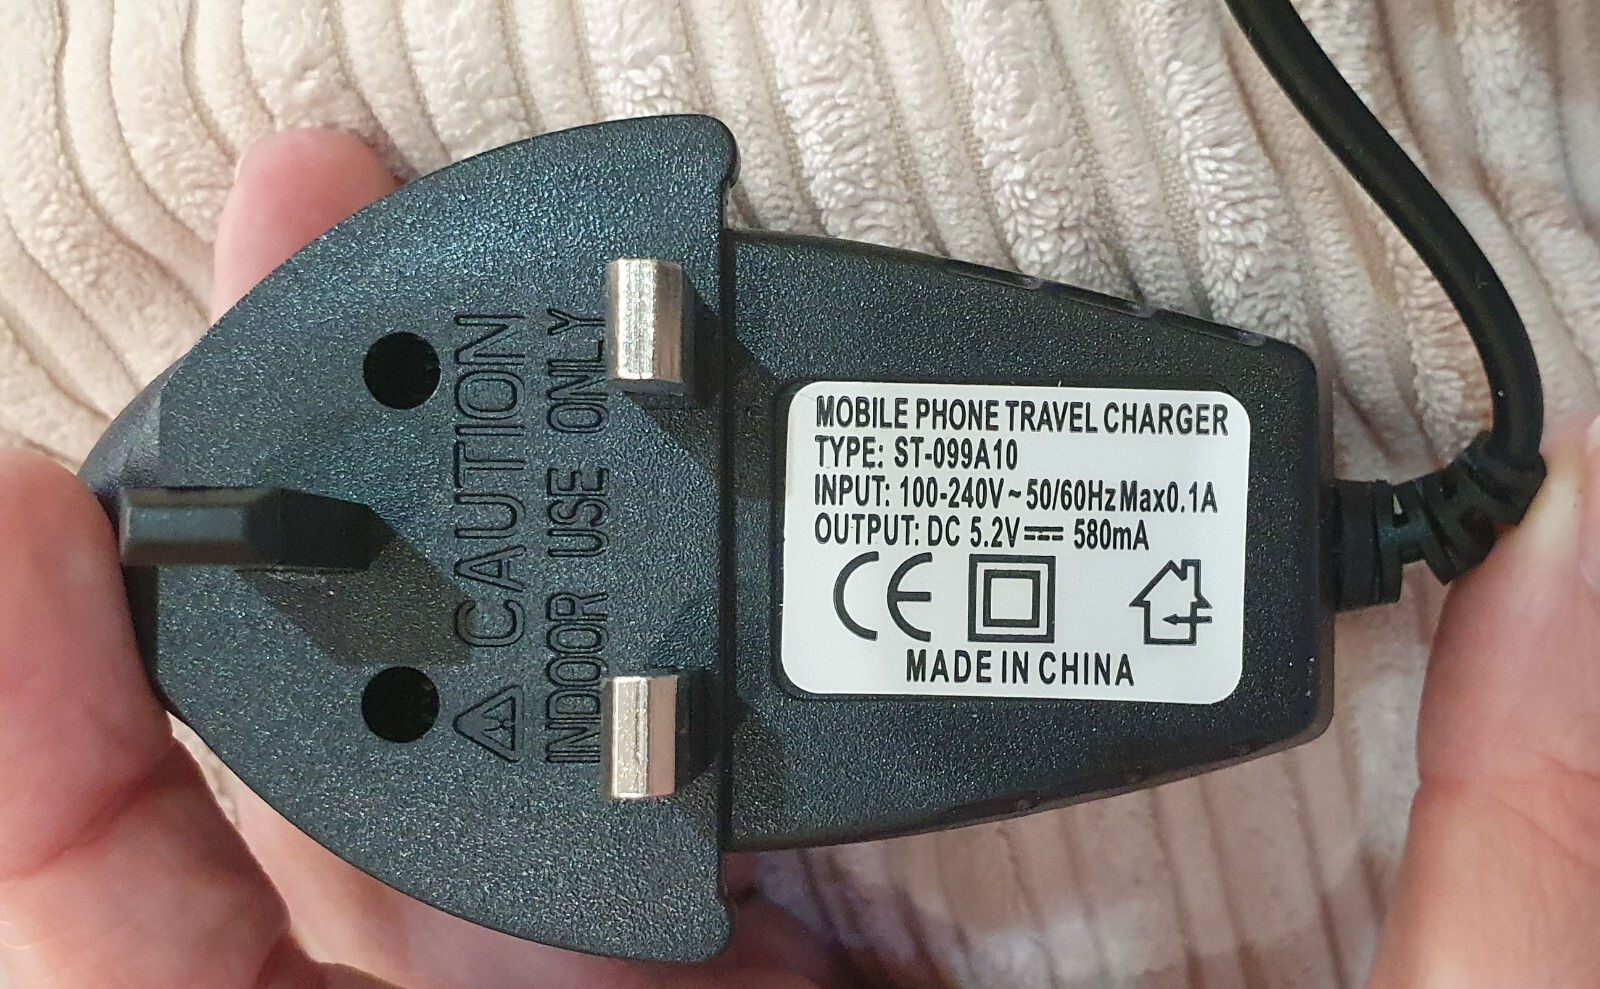 CAUTION
INDOOR USE ONLY
MOBILE PHONE TRAVEL CHARGER
TYPE: ST-099A10
INPUT: 100-240V~50/60Hz Max0.1A
OUTPUT: DC 5.2V⎓580mA
CE
MADE IN CHINA